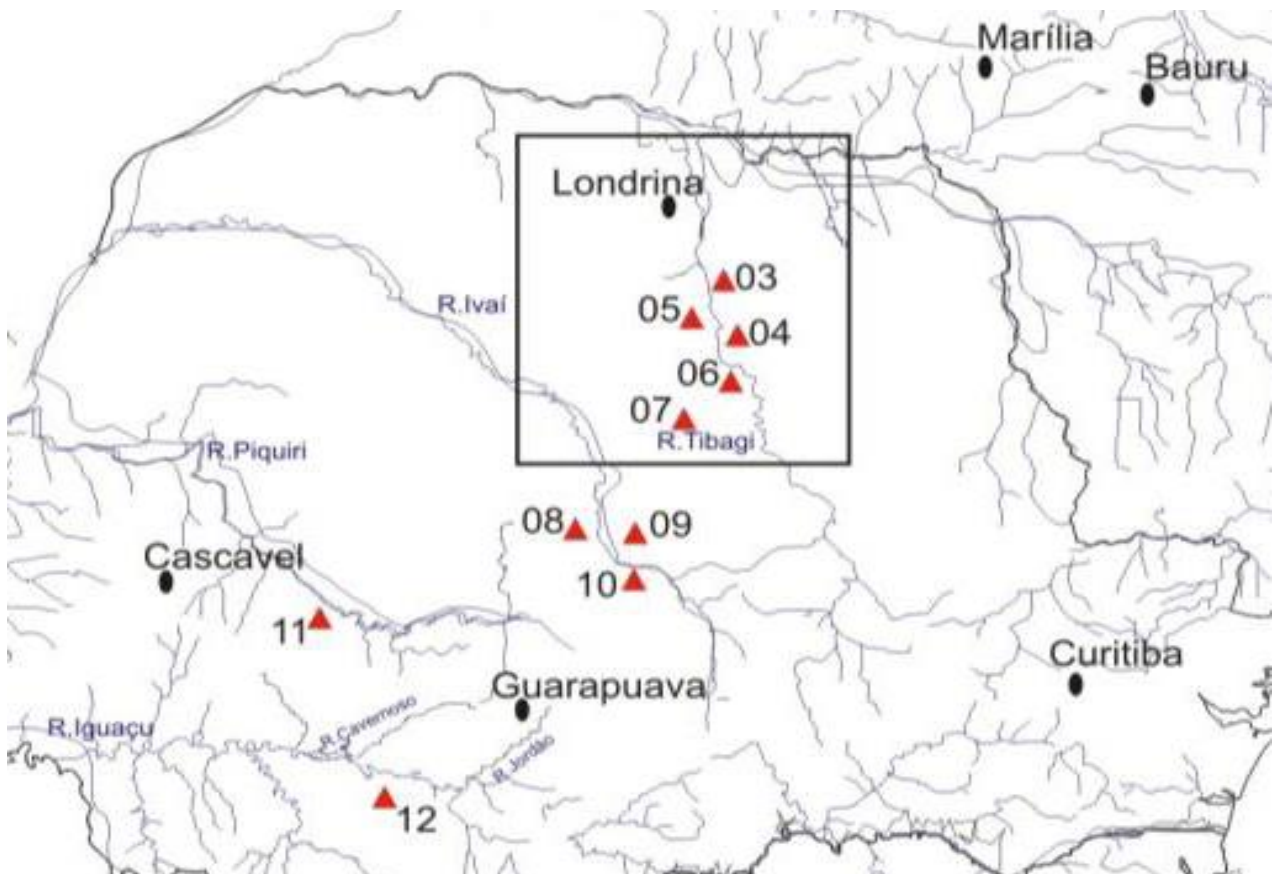 Marília
Bauru
Londrina
03
R.Ivaí
05
04
06
07
R.Tibagi
R.Piquiri
08
09
Cascavel
10
11
Curitiba
Guarapuava
R.Cavernoso
R.Iguaçu
R.Jordão
12